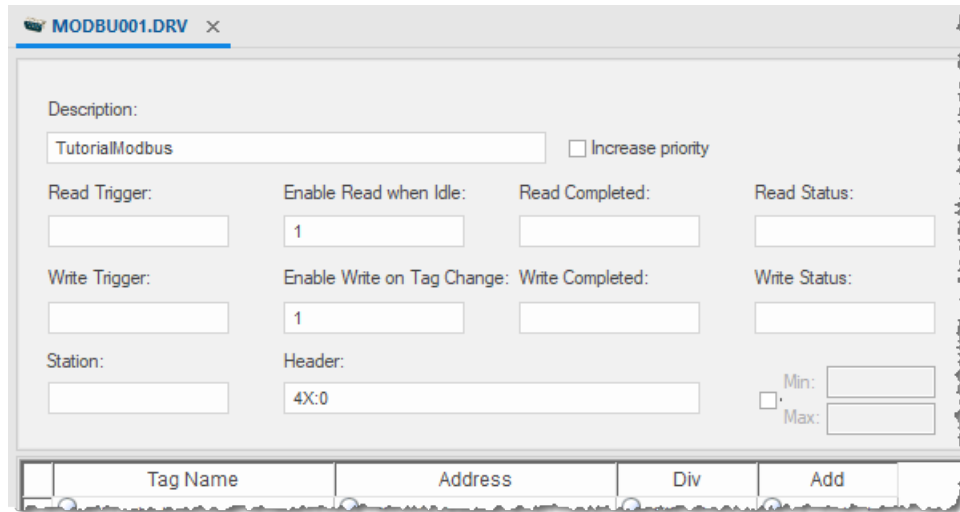 MODBU001.DRV
Description:
TutorialModbus
Increase priority
Read Trigger: Enable Read when Idle: Read Completed: Read Status:
1
Write Trigger: Enable Write on Tag Change: Write Completed: Write Status:
1
Station: Header:
4X:0
Min:
Max:
Tag Name Address Div Add